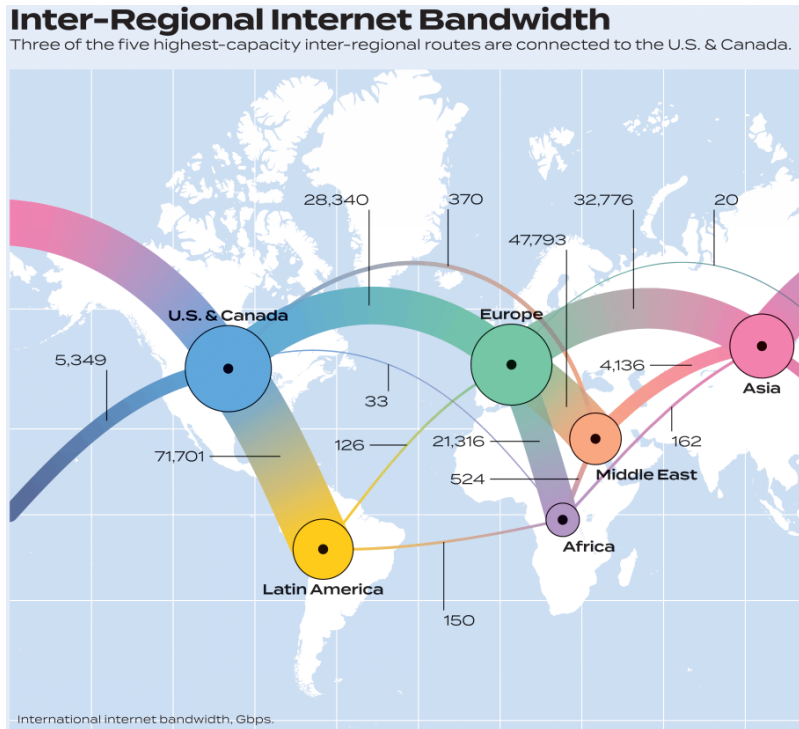 Inter-Regional Internet Bandwidth
Three of the five highest-capacity inter-regional routes are connected to the U.S. & Canada.
28,340
370
32,776
20
47,793
U.S. & Canada
Europe
5,349
4,136
Asia
33
126
21,316
162
71,701
524
Middle East
Africa
Latin America
150
International internet bandwidth, Gbps.